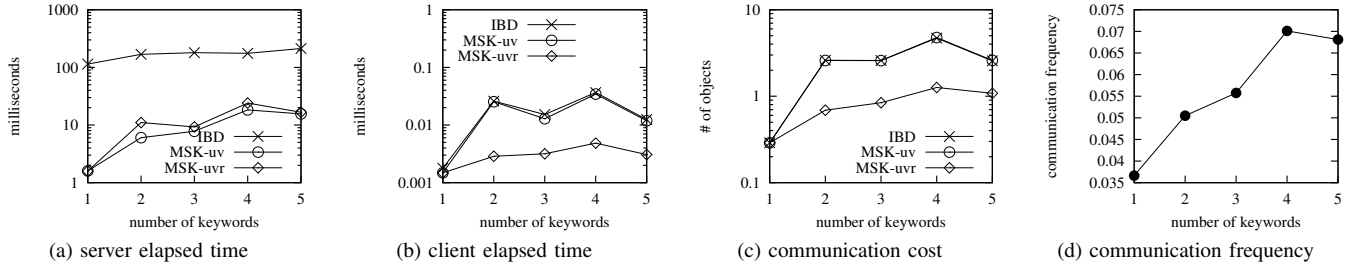 1000
100
10
1
milliseconds
IBD
MSK-uv
MSK-uvr
1 2 3 4 5
number of keywords
(a) server elapsed time
1
0.1
0.01
0.001
milliseconds
IBD
MSK-uv
MSK-uvr
1 2 3 4 5
number of keywords
(b) client elapsed time
10
1
0.1
# of objects
IBD
MSK-uv
MSK-uvr
1 2 3 4 5
number of keywords
(c) communication cost
0.075
0.07
0.065
0.06
0.055
0.05
0.045
0.04
0.035
communication frequency
1 2 3 4 5
number of keywords
(d) communication frequency